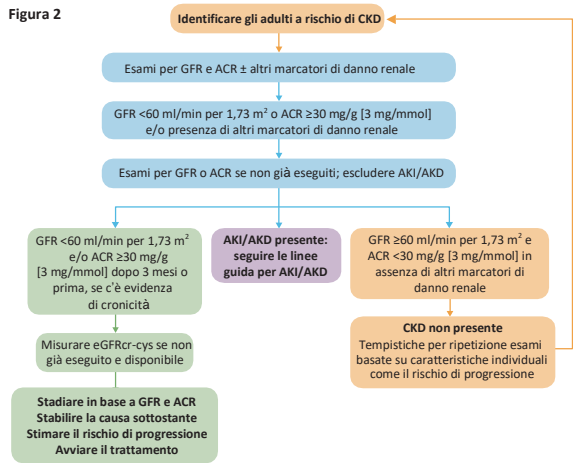 Figura 2
Identificare gli adulti a rischio di CKD
Esami per GFR e ACR ± altri marcatori di danno renale
GFR <60 ml/min per 1,73 m² o ACR ≥30 mg/g [3 mg/mmol]
e/o presenza di altri marcatori di danno renale
Esami per GFR o ACR se non già eseguiti; escludere AKI/AKD
GFR <60 ml/min per 1,73 m²
e/o ACR ≥30 mg/g
[3 mg/mmol] dopo 3 mesi o
prima, se c'è evidenza
di cronicità
AKI/AKD presente:
seguire le linee
guida per AKI/AKD
GFR ≥60 ml/min per 1,73 m² e
ACR <30 mg/g [3 mg/mmol] in
assenza di altri marcatori di
danno renale
Misurare eGFRcr-cys se non
già eseguito e disponibile
CKD non presente
Tempistiche per ripetizione esami
basate su caratteristiche individuali
come il rischio di progressione
Stadiare in base a GFR e ACR
Stabilire la causa sottostante
Stimare il rischio di progressione
Avviare il trattamento